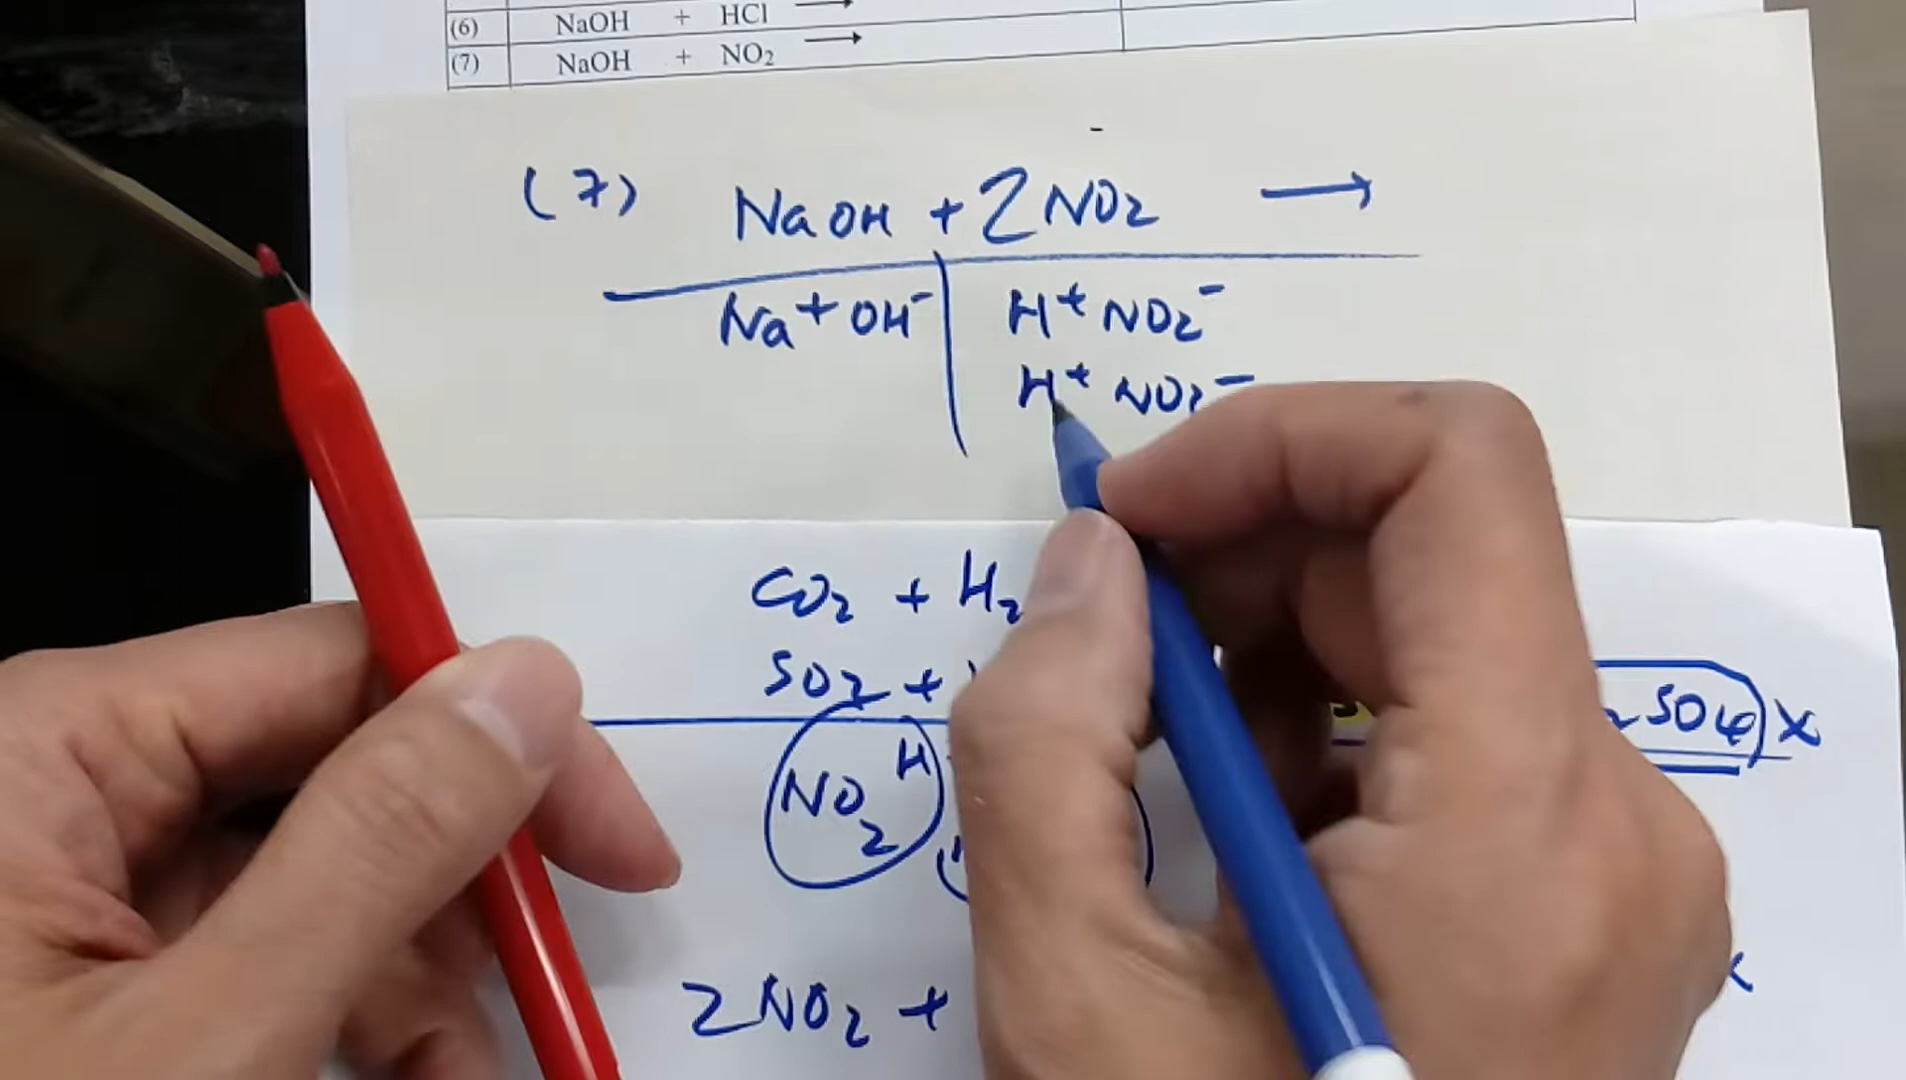 (6) NaOH + HCl ⟶
(7) NaOH + NO₂ ⟶
(7) NaOH + 2NO₂ ⟶
Na⁺ OH⁻ H⁺ NO₂⁻
H⁺ NO₂⁻
CO₂ + H₂
SO₂ +
SO₄ x
NO₂ H
2NO₂ +
x